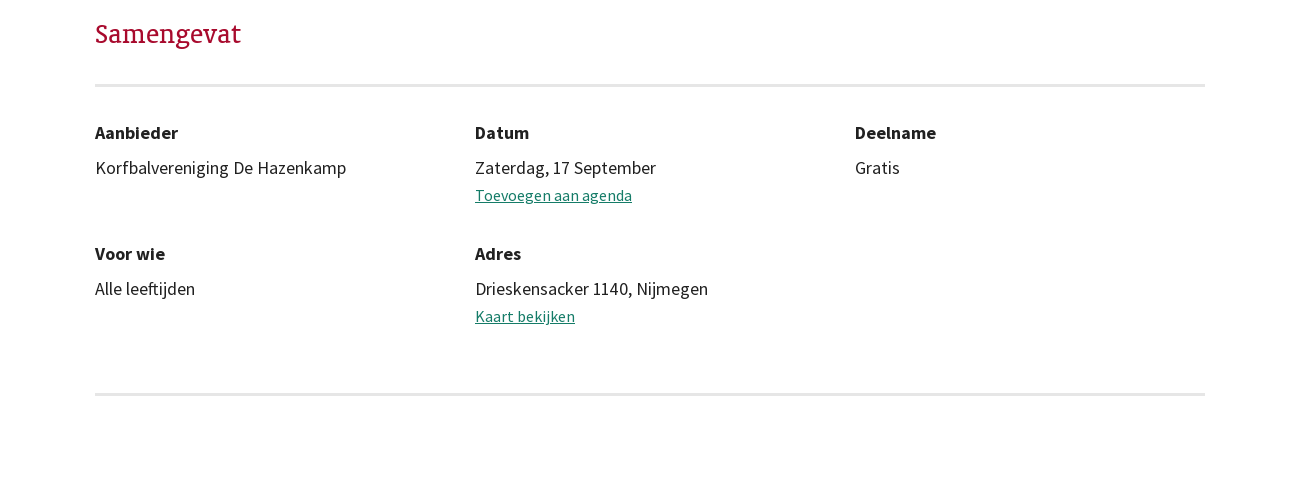 Samengevat
Aanbieder
Korfbalvereniging De Hazenkamp
Datum
Zaterdag, 17 September
Toevoegen aan agenda
Deelname
Gratis
Voor wie
Alle leeftijden
Adres
Drieskensacker 1140, Nijmegen
Kaart bekijken